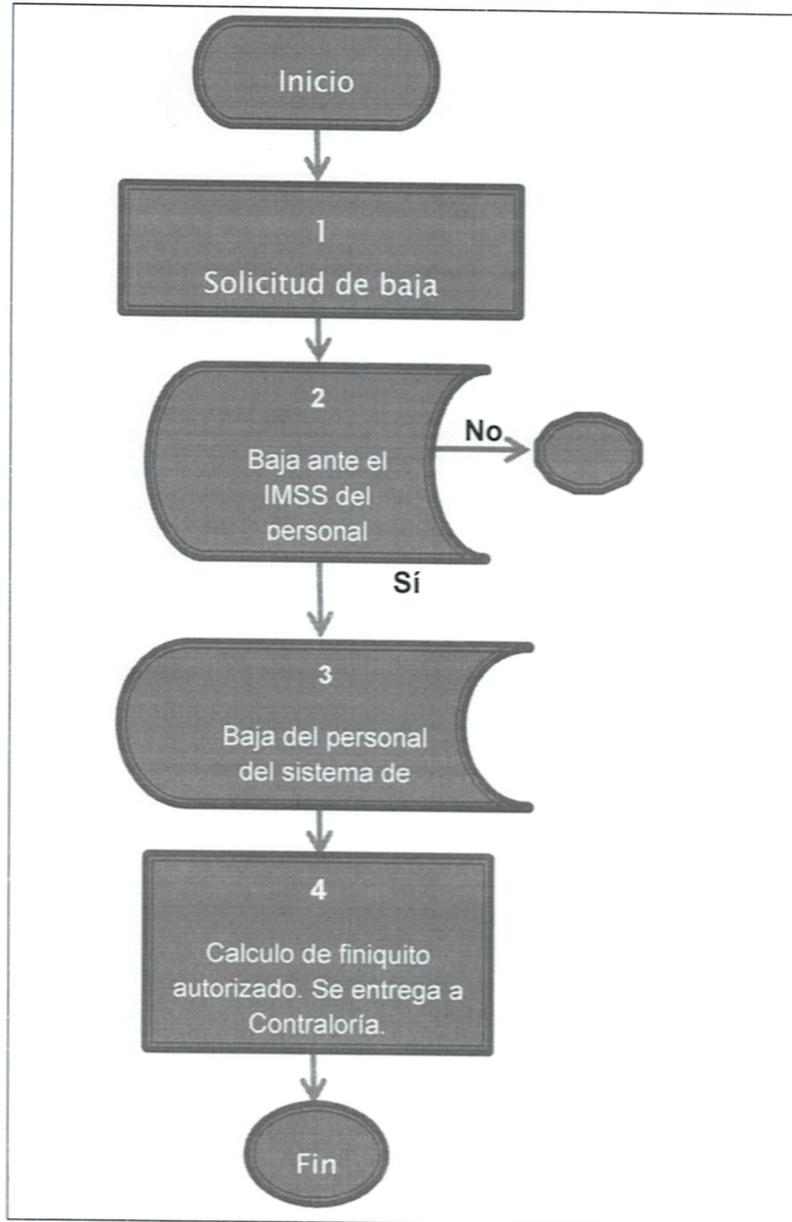 Inicio
1
Solicitud de baja
2
Baja ante el
IMSS del
personal
No
Sí
3
Baja del personal
del sistema de
4
Calculo de finiquito
autorizado. Se entrega a
Contraloría.
Fin